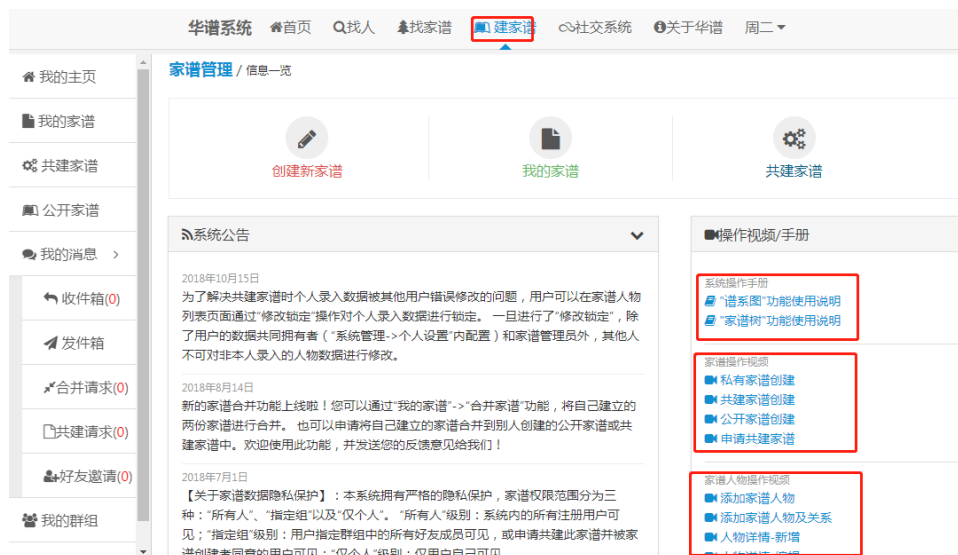 华谱系统 首页 找人 找家谱 建家谱 社交系统 关于华谱 周二
我的主页
我的家谱
共建家谱
公开家谱
我的消息 >
收件箱(0)
发件箱
合并请求(0)
共建请求(0)
好友邀请(0)
我的群组
家谱管理 / 信息一览
创建新家谱
我的家谱
共建家谱
系统公告
2018年10月15日
为了解决共建家谱时个人录入数据被其他用户错误修改的问题，用户可以在家谱人物
列表页面通过“修改锁定”操作对个人录入数据进行锁定。 一旦进行了“修改锁定”，除
了用户的数据共同拥有者（“系统管理->个人设置”内配置）和家谱管理员外，其他人
不可对非本人录入的人物数据进行修改。
2018年8月14日
新的家谱合并功能上线啦！您可以通过“我的家谱”->“合并家谱”功能，将自己建立的
两份家谱进行合并。 也可以申请将自己建立的家谱合并到别人创建的公开家谱或共
建家谱中。欢迎使用此功能，并发送您的反馈意见给我们！
2018年7月1日
【关于家谱数据隐私保护】：本系统拥有严格的隐私保护，家谱权限范围分为三
种：“所有人”、“指定组”以及“仅个人”。 “所有人”级别：系统内的所有注册用户可
见；“指定组”级别：用户指定群组中的所有好友成员可见，或申请共建此家谱并被家
谱创建者同意的用户可见；“仅个人”级别：仅用户自己可见
操作视频/手册
系统操作手册
“谱系图”功能使用说明
“家谱树”功能使用说明
家谱操作视频
私有家谱创建
共建家谱创建
公开家谱创建
申请共建家谱
家谱人物操作视频
添加家谱人物
添加家谱人物及关系
人物详情-新增